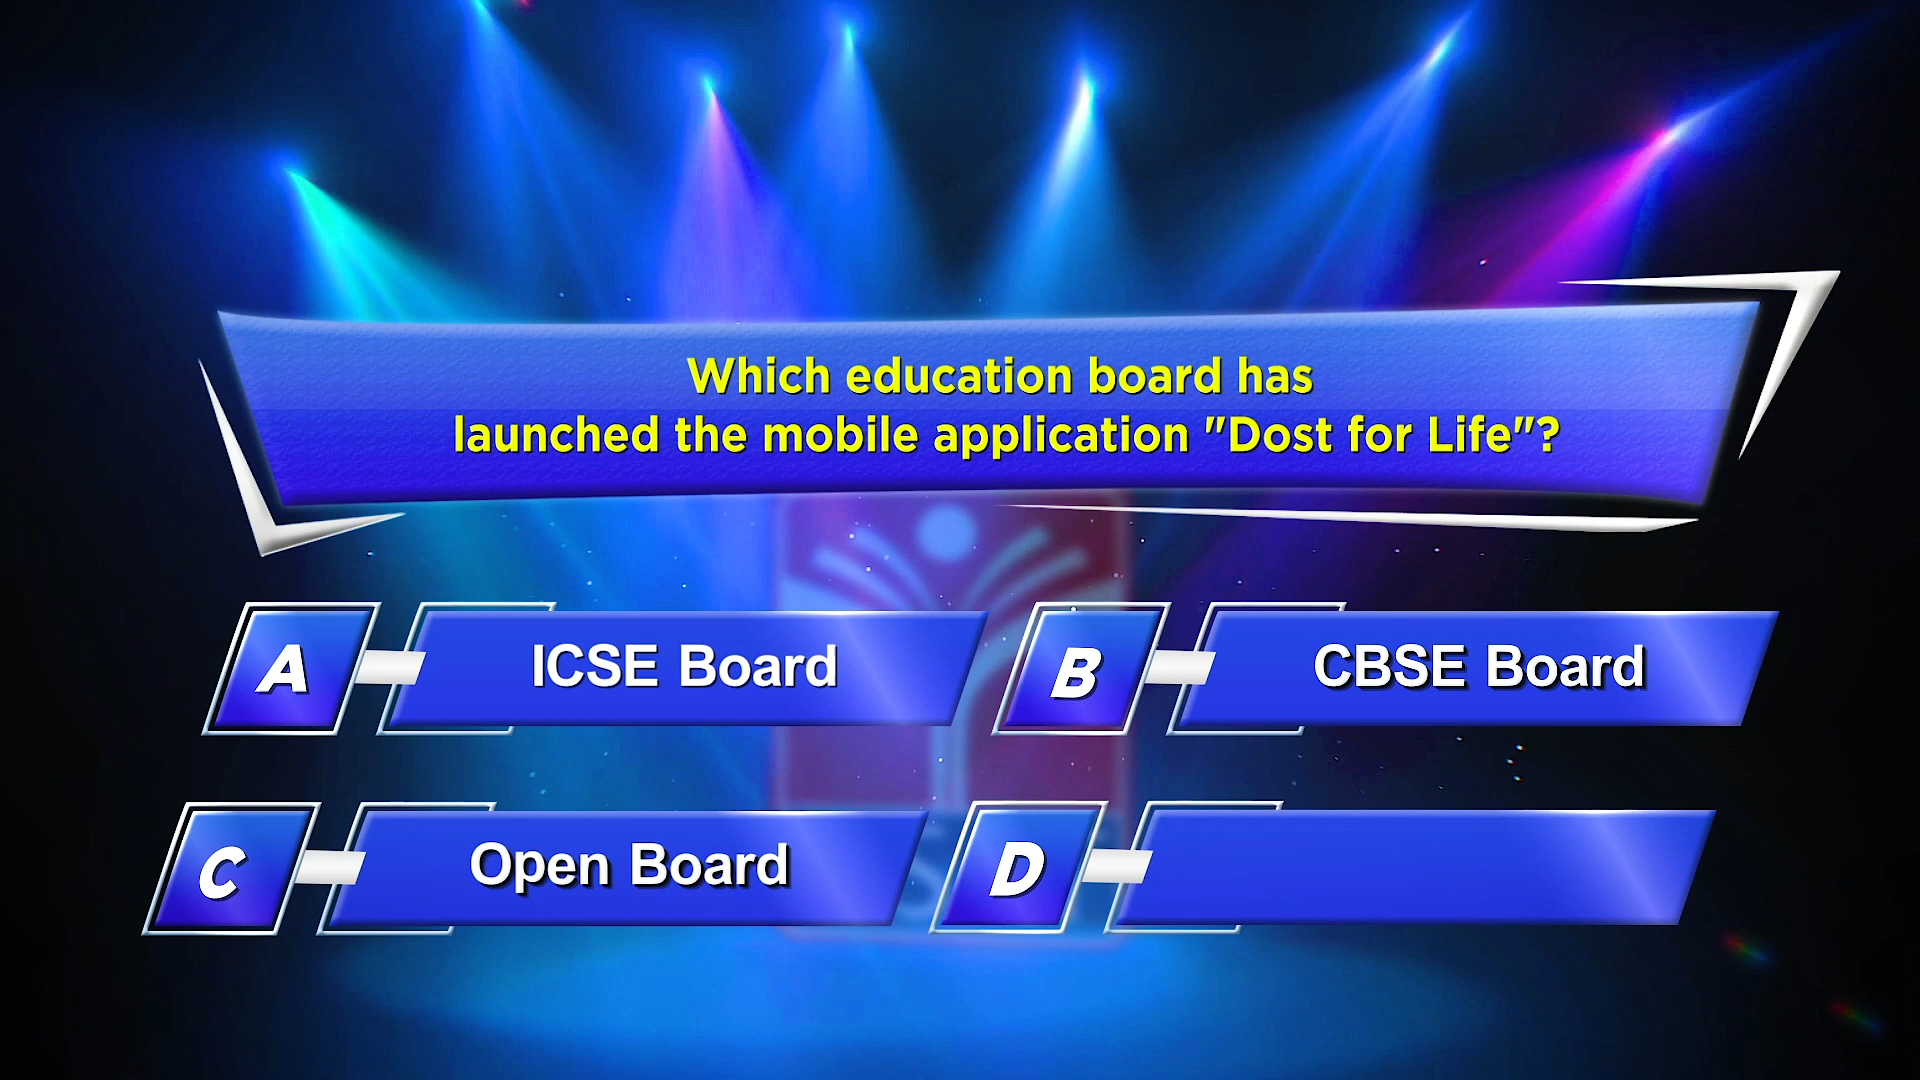 Which education board has
launched the mobile application "Dost for Life"?
A
ICSE Board
B
CBSE Board
C
Open Board
D